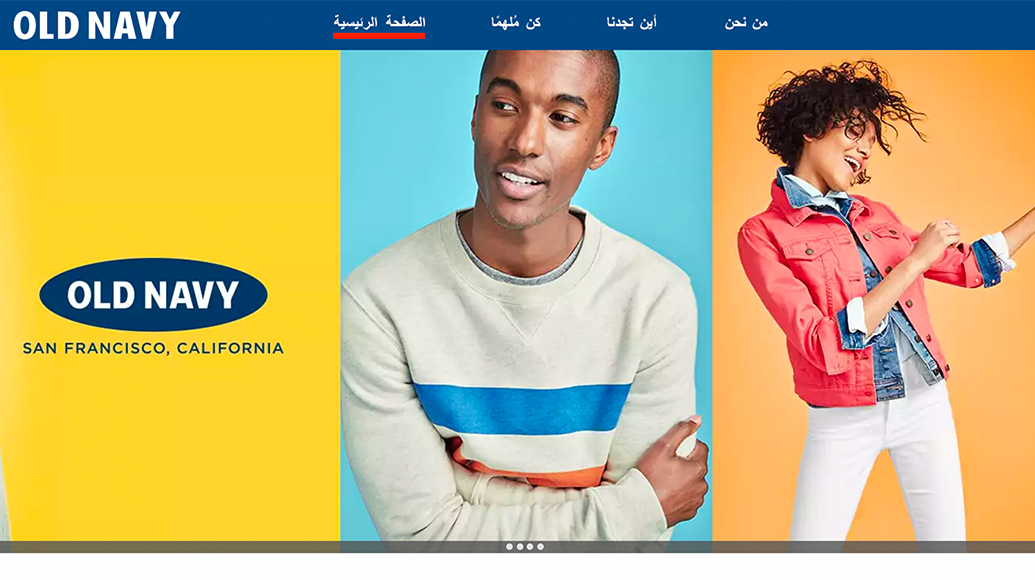 OLD NAVY
الصفحة الرئيسية
كن مُلهمًا
أين تجدنا
من نحن
OLD NAVY
SAN FRANCISCO, CALIFORNIA